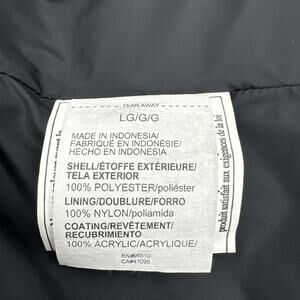 TEAR AWAY
LG/G/G
MADE IN INDONESIA/
FABRIQUÉ EN INDONÉSIE/
HECHO EN INDONESIA
SHELL/ÉTOFFE EXTÉRIEURE/
TELA EXTERIOR
100% POLYESTER/poliéster
LINING/DOUBLURE/FORRO
100% NYLON/poliamida
COATING/REVÊTEMENT/
RECUBRIMIENTO
100% ACRYLIC/ACRYLIQUE/
produit satisfait aux exigences de la loi